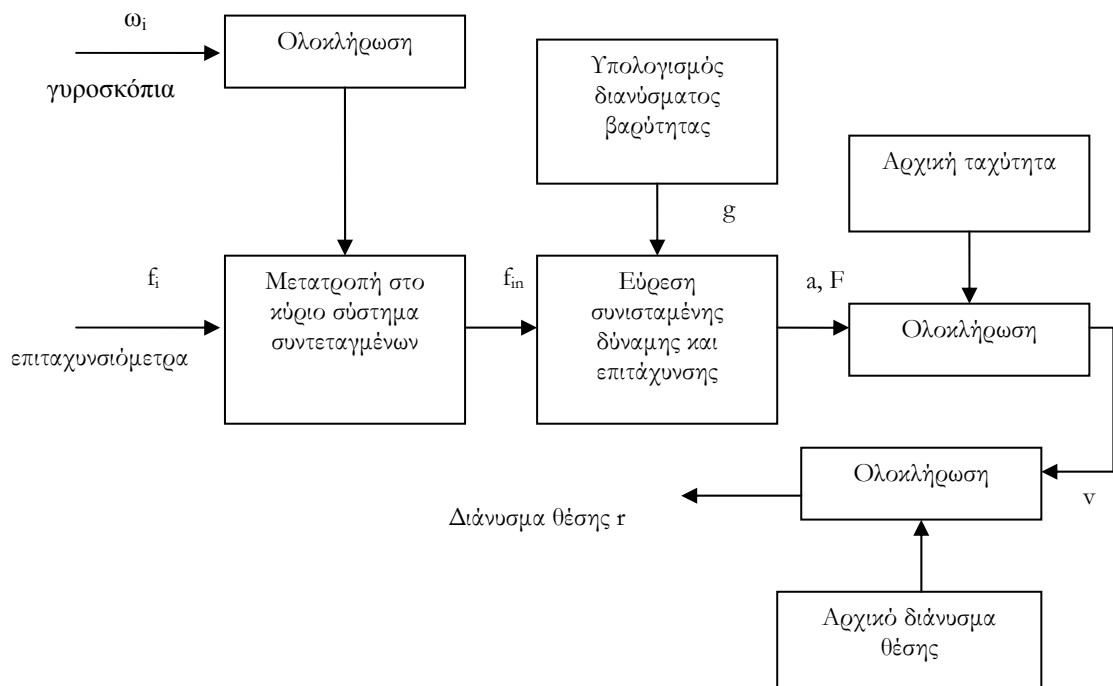 ωi
γυροσκόπια
Ολοκλήρωση
Υπολογισμός
διανύσματος
βαρύτητας
Αρχική ταχύτητα
g
fi
επιταχυνσιόμετρα
Μετατροπή στο
κύριο σύστημα
συντεταγμένων
fin
Εύρεση
συνισταμένης
δύναμης και
επιτάχυνσης
a, F
Ολοκλήρωση
Ολοκλήρωση
v
Διάνυσμα θέσης r
Αρχικό διάνυσμα
θέσης